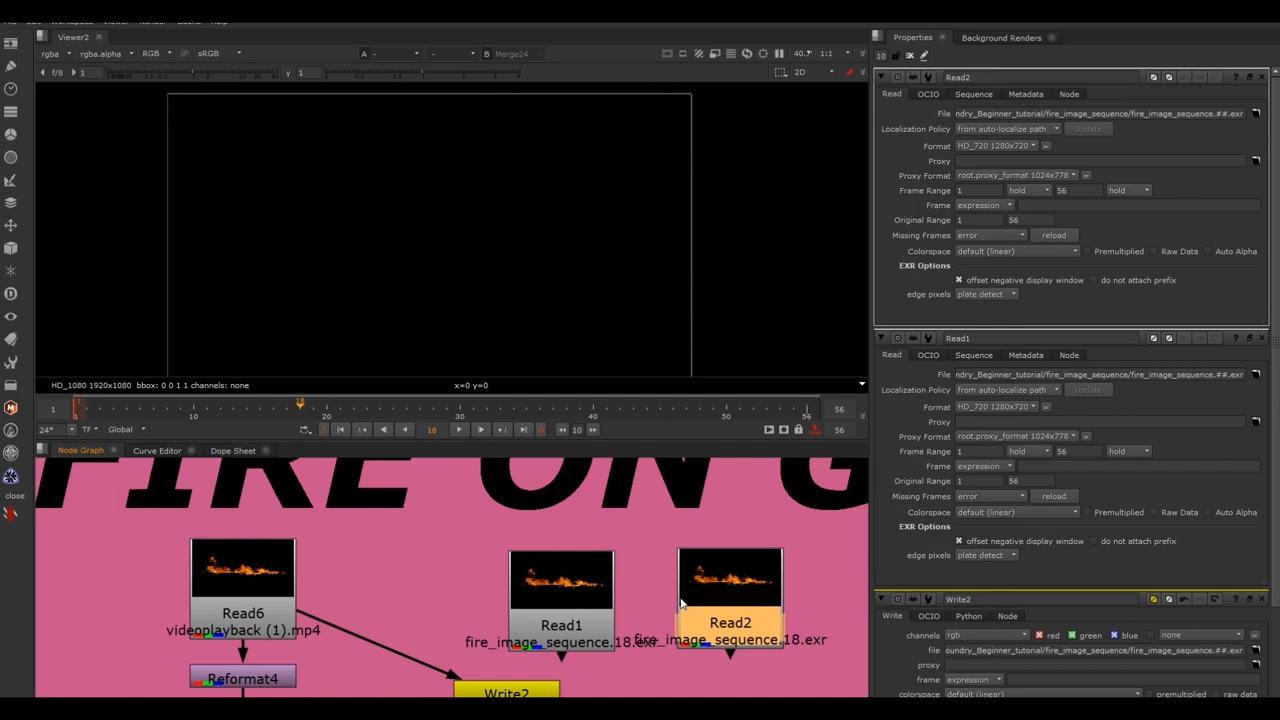 Viewer2
Properties
Background Renders
rgba
rgba.alpha
RGB
IP
sRGB
A
-
-
B
Merge24
40.7
1:1
10
f/8
1
y
1
2D
Read2
Read
OCIO
Sequence
Metadata
Node
File
ndry_Beginner_tutorial/fire_image_sequence/fire_image_sequence.##.exr
Localization Policy
from auto-localize path
Update
Format
HD_720 1280x720
Proxy
Proxy Format
root.proxy_format 1024x778
Frame Range
1
hold
56
hold
Frame
expression
Original Range
1
56
Missing Frames
error
reload
Colorspace
default (linear)
Premultiplied
Raw Data
Auto Alpha
EXR Options
offset negative display window
do not attach prefix
edge pixels
plate detect
Read1
Read
OCIO
Sequence
Metadata
Node
File
ndry_Beginner_tutorial/fire_image_sequence/fire_image_sequence.##.exr
Localization Policy
from auto-localize path
Update
Format
HD_720 1280x720
Proxy
Proxy Format
root.proxy_format 1024x778
Frame Range
1
hold
56
hold
Frame
expression
Original Range
1
56
Missing Frames
error
reload
Colorspace
default (linear)
Premultiplied
Raw Data
Auto Alpha
EXR Options
offset negative display window
do not attach prefix
edge pixels
plate detect
Write2
Write
OCIO
Python
Node
channels
rgb
red
green
blue
none
file
oundry_Beginner_tutorial/fire_image_sequence/fire_image_sequence.##.exr
proxy
frame
expression
colorspace
default (linear)
premultiplied
raw data
HD_1080 1920x1080 bbox: 0 0 1 1 channels: none
x=0 y=0
1
1
1
10
18
20
30
40
50
56
56
24*
TF
Global
18
10
56
Node Graph
Curve Editor
Dope Sheet
close
FIRE ON G
Read6
videoplayback (1).mp4
Reformat4
Read1
fire_image_sequence.18.exr
Read2
fire_image_sequence.18.exr
Write2